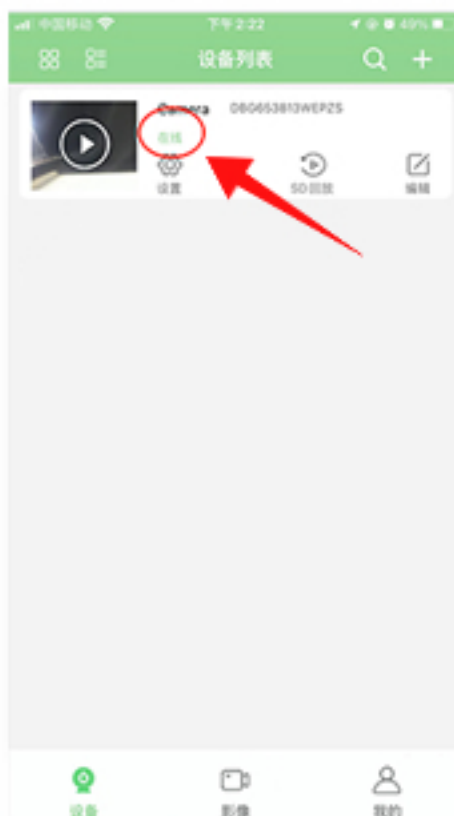 中国移动 下午2:22 49%
设备列表
Camera DBG653813WEPZS
在线
设置 SD回放 编辑
设备 影像 我的